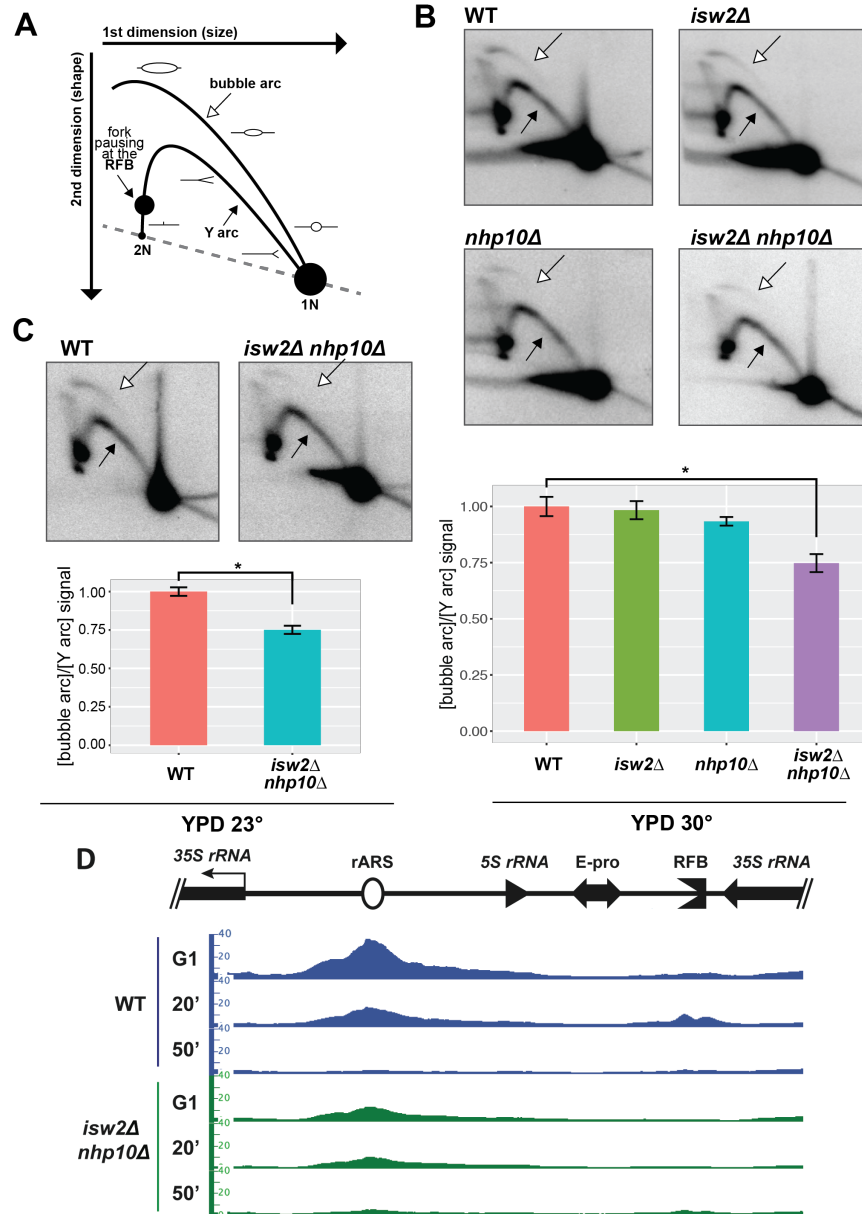 A
1st dimension (size)
2nd dimension (shape)
bubble arc
fork
pausing
at the
RFB
Y arc
2N
1N
B
WT
isw2Δ
nhp10Δ
isw2Δ nhp10Δ
*
1.00
0.75
0.50
0.25
0.00
[bubble arc]/[Y arc] signal
WT
isw2Δ
nhp10Δ
isw2Δ
nhp10Δ
YPD 30°
C
WT
isw2Δ nhp10Δ
*
1.00
0.75
0.50
0.25
0.00
[bubble arc]/[Y arc] signal
WT
isw2Δ
nhp10Δ
YPD 23°
D
35S rRNA
rARS
5S rRNA
E-pro
RFB
35S rRNA
WT
G1
40
20
20'
40
20
50'
40
20
isw2Δ
nhp10Δ
G1
40
20
20'
40
20
50'
40
20